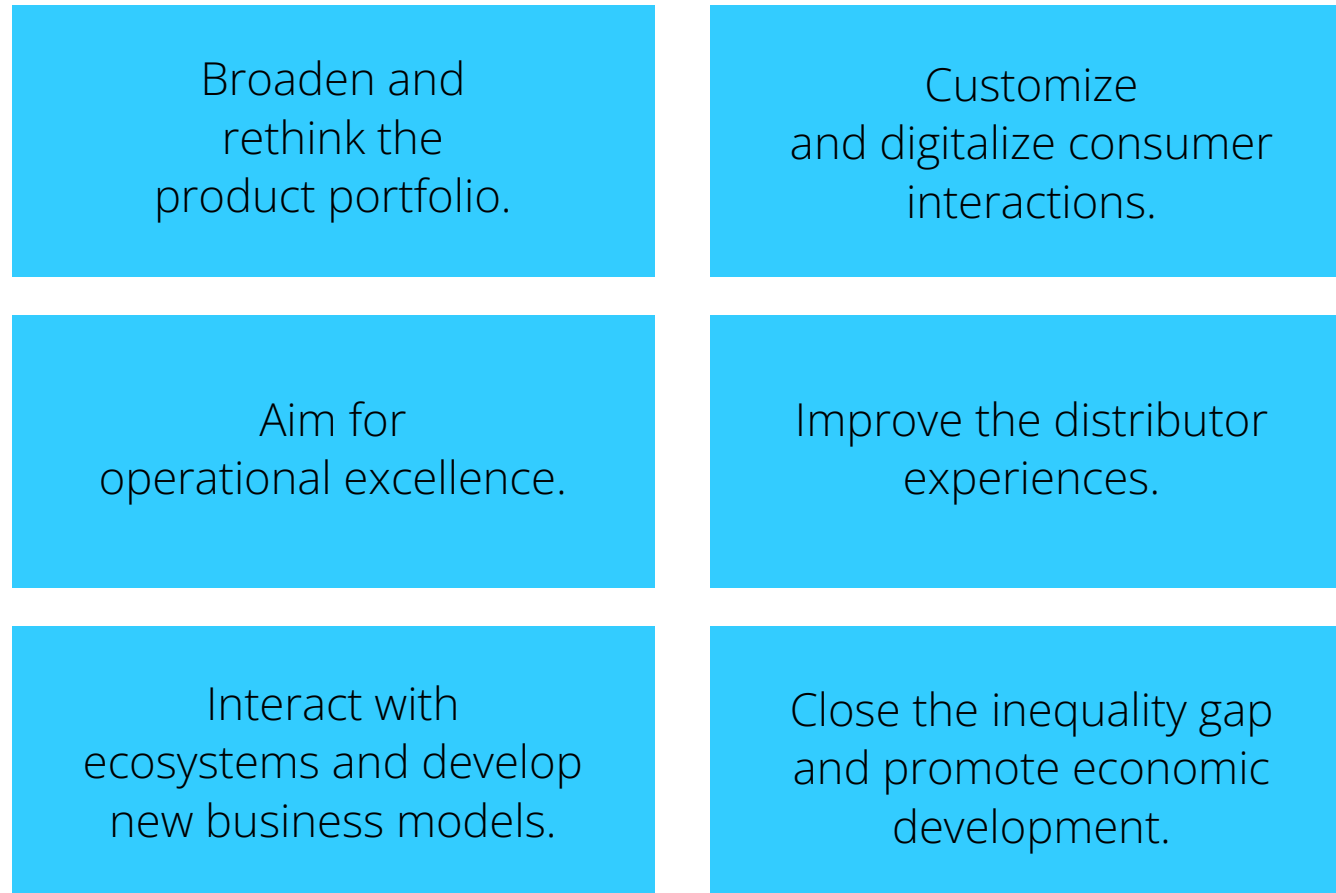 Broaden and
rethink the
product portfolio.
Customize
and digitalize consumer
interactions.
Aim for
operational excellence.
Improve the distributor
experiences.
Interact with
ecosystems and develop
new business models.
Close the inequality gap
and promote economic
development.